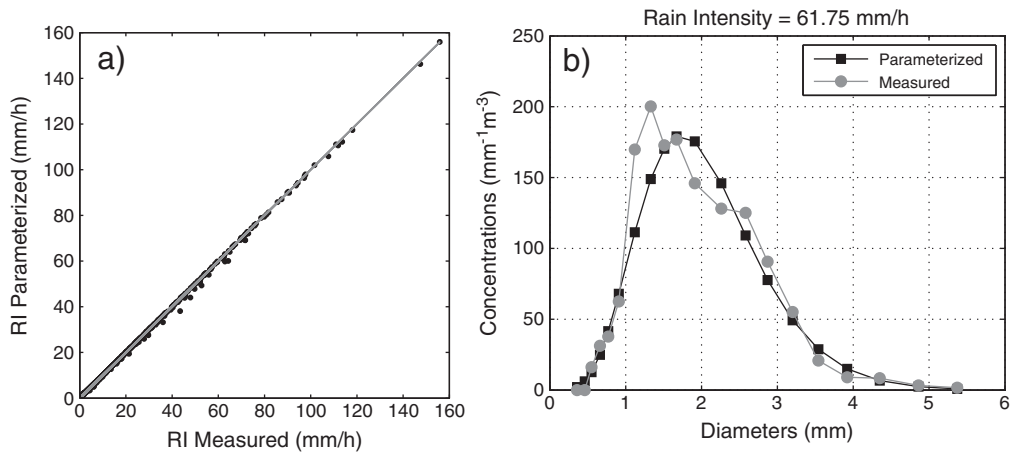 a)
RI Parameterized (mm/h)
160
140
120
100
80
60
40
20
0
0 20 40 60 80 100 120 140 160
RI Measured (mm/h)
Rain Intensity = 61.75 mm/h
b)
Parameterized
Measured
Concentrations (mm⁻¹m⁻³)
250
200
150
100
50
0
0 1 2 3 4 5 6
Diameters (mm)